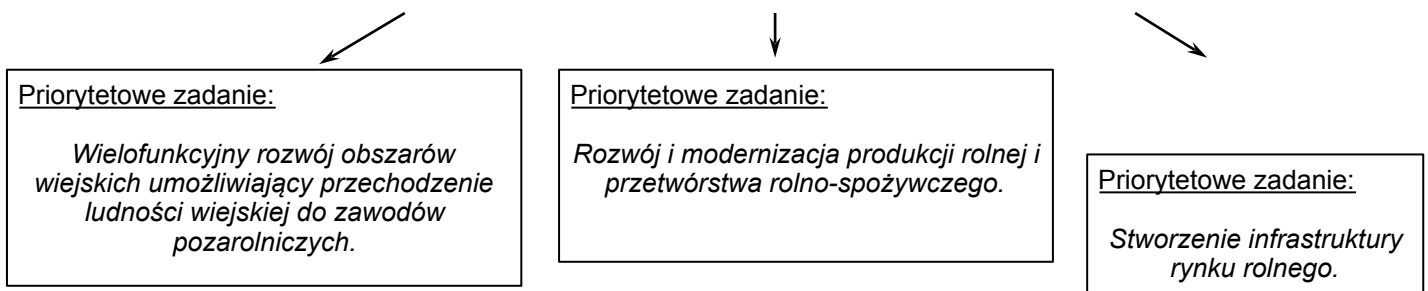 Priorytetowe zadanie:
Wielofunkcyjny rozwój obszarów
wiejskich umożliwiający przechodzenie
ludności wiejskiej do zawodów
pozarolniczych.
Priorytetowe zadanie:
Rozwój i modernizacja produkcji rolnej i
przetwórstwa rolno-spożywczego.
Priorytetowe zadanie:
Stworzenie infrastruktury
rynku rolnego.